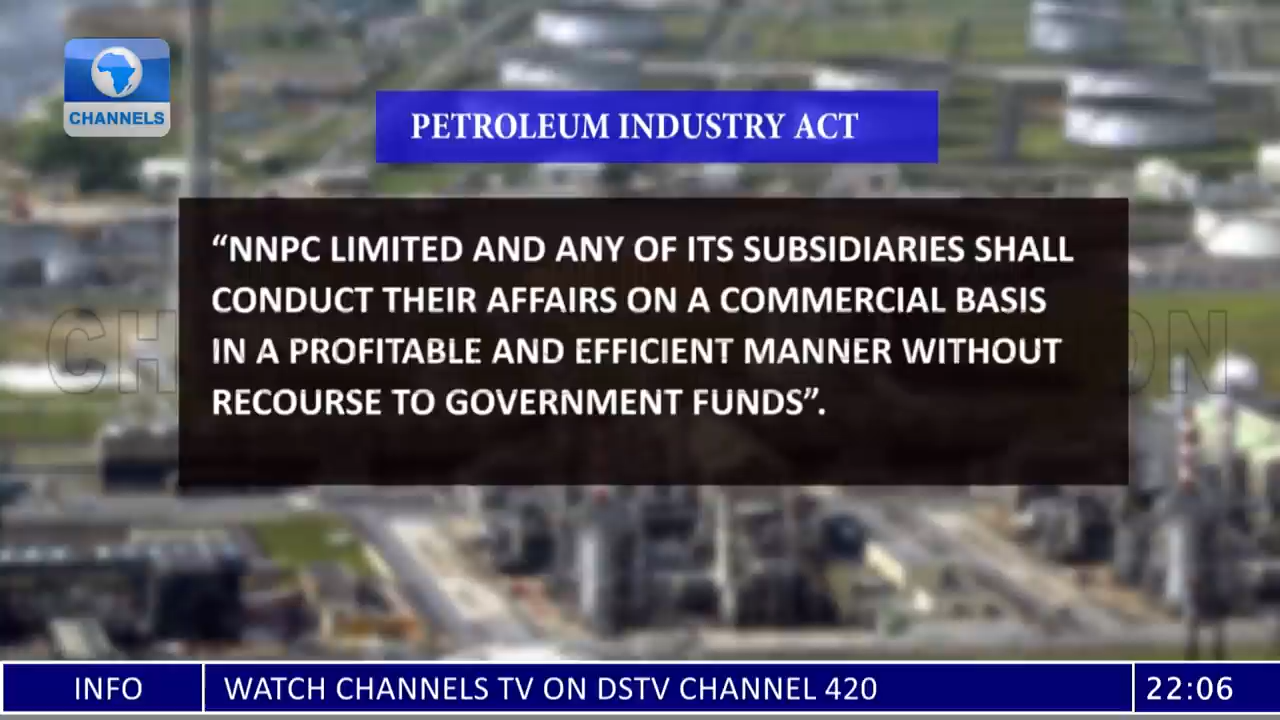 CHANNELS
PETROLEUM INDUSTRY ACT
“NNPC LIMITED AND ANY OF ITS SUBSIDIARIES SHALL
CONDUCT THEIR AFFAIRS ON A COMMERCIAL BASIS
IN A PROFITABLE AND EFFICIENT MANNER WITHOUT
RECOURSE TO GOVERNMENT FUNDS”.
INFO
WATCH CHANNELS TV ON DSTV CHANNEL 420
22:06